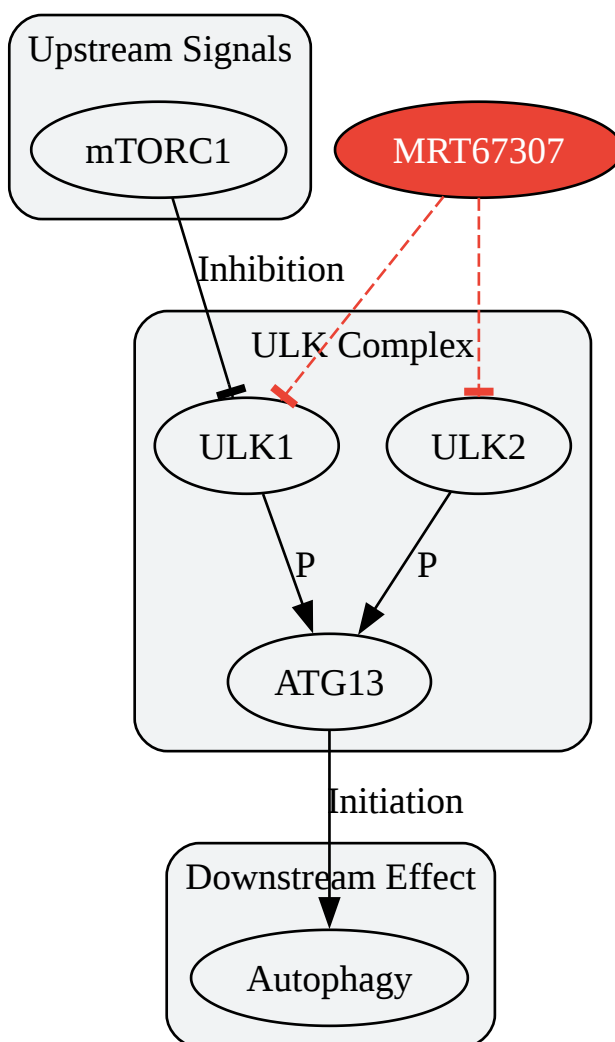 Upstream Signals
mTORC1
MRT67307
Inhibition
ULK Complex
ULK1
ULK2
P
P
ATG13
Initiation
Downstream Effect
Autophagy